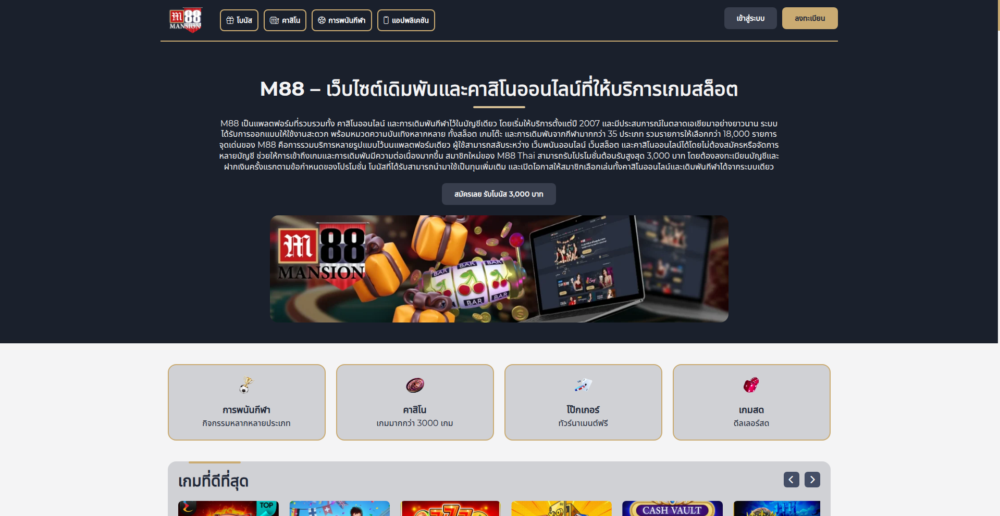 M88
MANSION
โบนัส
คาสิโน
การพนันกีฬา
แอปพลิเคชัน
เข้าสู่ระบบ
ลงทะเบียน
M88 – เว็บไซต์เดิมพันและคาสิโนออนไลน์ที่ให้บริการเกมสล็อต
M88 เป็นแพลตฟอร์มที่รวบรวมทั้ง คาสิโนออนไลน์ และการเดิมพันกีฬาไว้ในบัญชีเดียว โดยเริ่มให้บริการตั้งแต่ปี 2007 และมีประสบการณ์ในตลาดเอเชียมาอย่างยาวนาน ระบบ
ได้รับการออกแบบให้ใช้งานสะดวก พร้อมหมวดความบันเทิงหลากหลาย ทั้งสล็อต เกมโต๊ะ และการเดิมพันจากกีฬามากกว่า 35 ประเภท รวมรายการให้เลือกกว่า 18,000 รายการ
จุดเด่นของ M88 คือการรวมบริการหลายรูปแบบไว้บนแพลตฟอร์มเดียว ผู้ใช้สามารถสลับระหว่าง เว็บพนันออนไลน์ เว็บสล็อต และคาสิโนออนไลน์ได้โดยไม่ต้องสมัครหรือจัดการ
หลายบัญชี ช่วยให้การเข้าถึงเกมและการเดิมพันมีความต่อเนื่องมากขึ้น สมาชิกใหม่ของ M88 Thai สามารถรับโปรโมชั่นต้อนรับสูงสุด 3,000 บาท โดยต้องลงทะเบียนบัญชีและ
ฝากเงินครั้งแรกตามข้อกำหนดของโปรโมชั่น โบนัสที่ได้รับสามารถนำมาใช้เป็นทุนเพิ่มเติม และเปิดโอกาสให้สมาชิกเลือกเล่นทั้งคาสิโนออนไลน์และเดิมพันกีฬาได้จากระบบเดียว
สมัครเลย รับโบนัส 3,000 บาท
M88
MANSION
BAR BAR BAR
BAR BAR
การพนันกีฬา
กิจกรรมหลากหลายประเภท
คาสิโน
เกมมากกว่า 3000 เกม
โป๊กเกอร์
ทัวร์นาเมนต์ฟรี
เกมสด
ดีลเลอร์สด
เกมที่ดีที่สุด
TOP
777
CASH VAULT